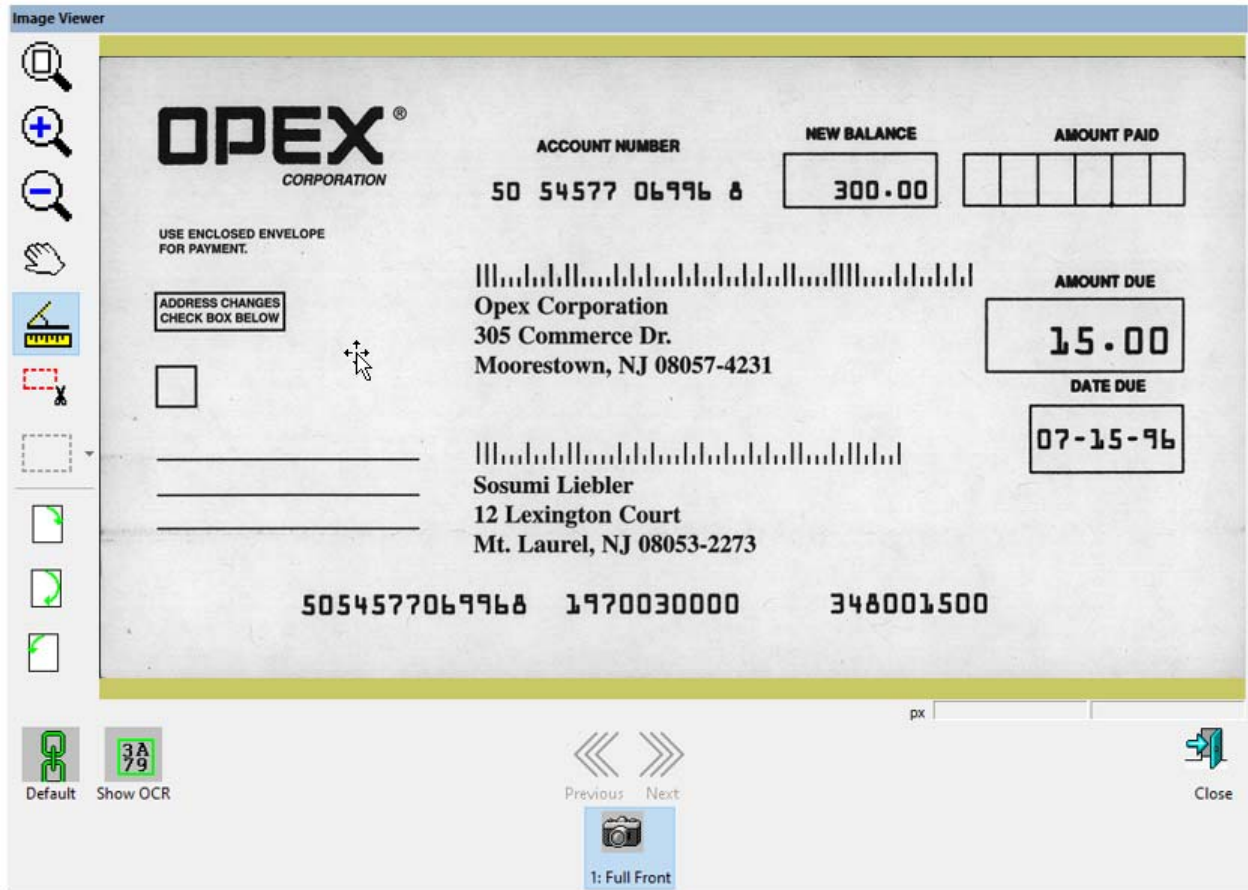 Image Viewer
OPEX®
CORPORATION
ACCOUNT NUMBER
50 54577 06996 8
NEW BALANCE
300.00
AMOUNT PAID
USE ENCLOSED ENVELOPE
FOR PAYMENT.
ADDRESS CHANGES
CHECK BOX BELOW
Opex Corporation
305 Commerce Dr.
Moorestown, NJ 08057-4231
AMOUNT DUE
15.00
DATE DUE
07-15-96
Sosumi Liebler
12 Lexington Court
Mt. Laurel, NJ 08053-2273
5054577069968 1970030000 348001500
px
Default
3A
79
Show OCR
Previous
Next
Close
1: Full Front